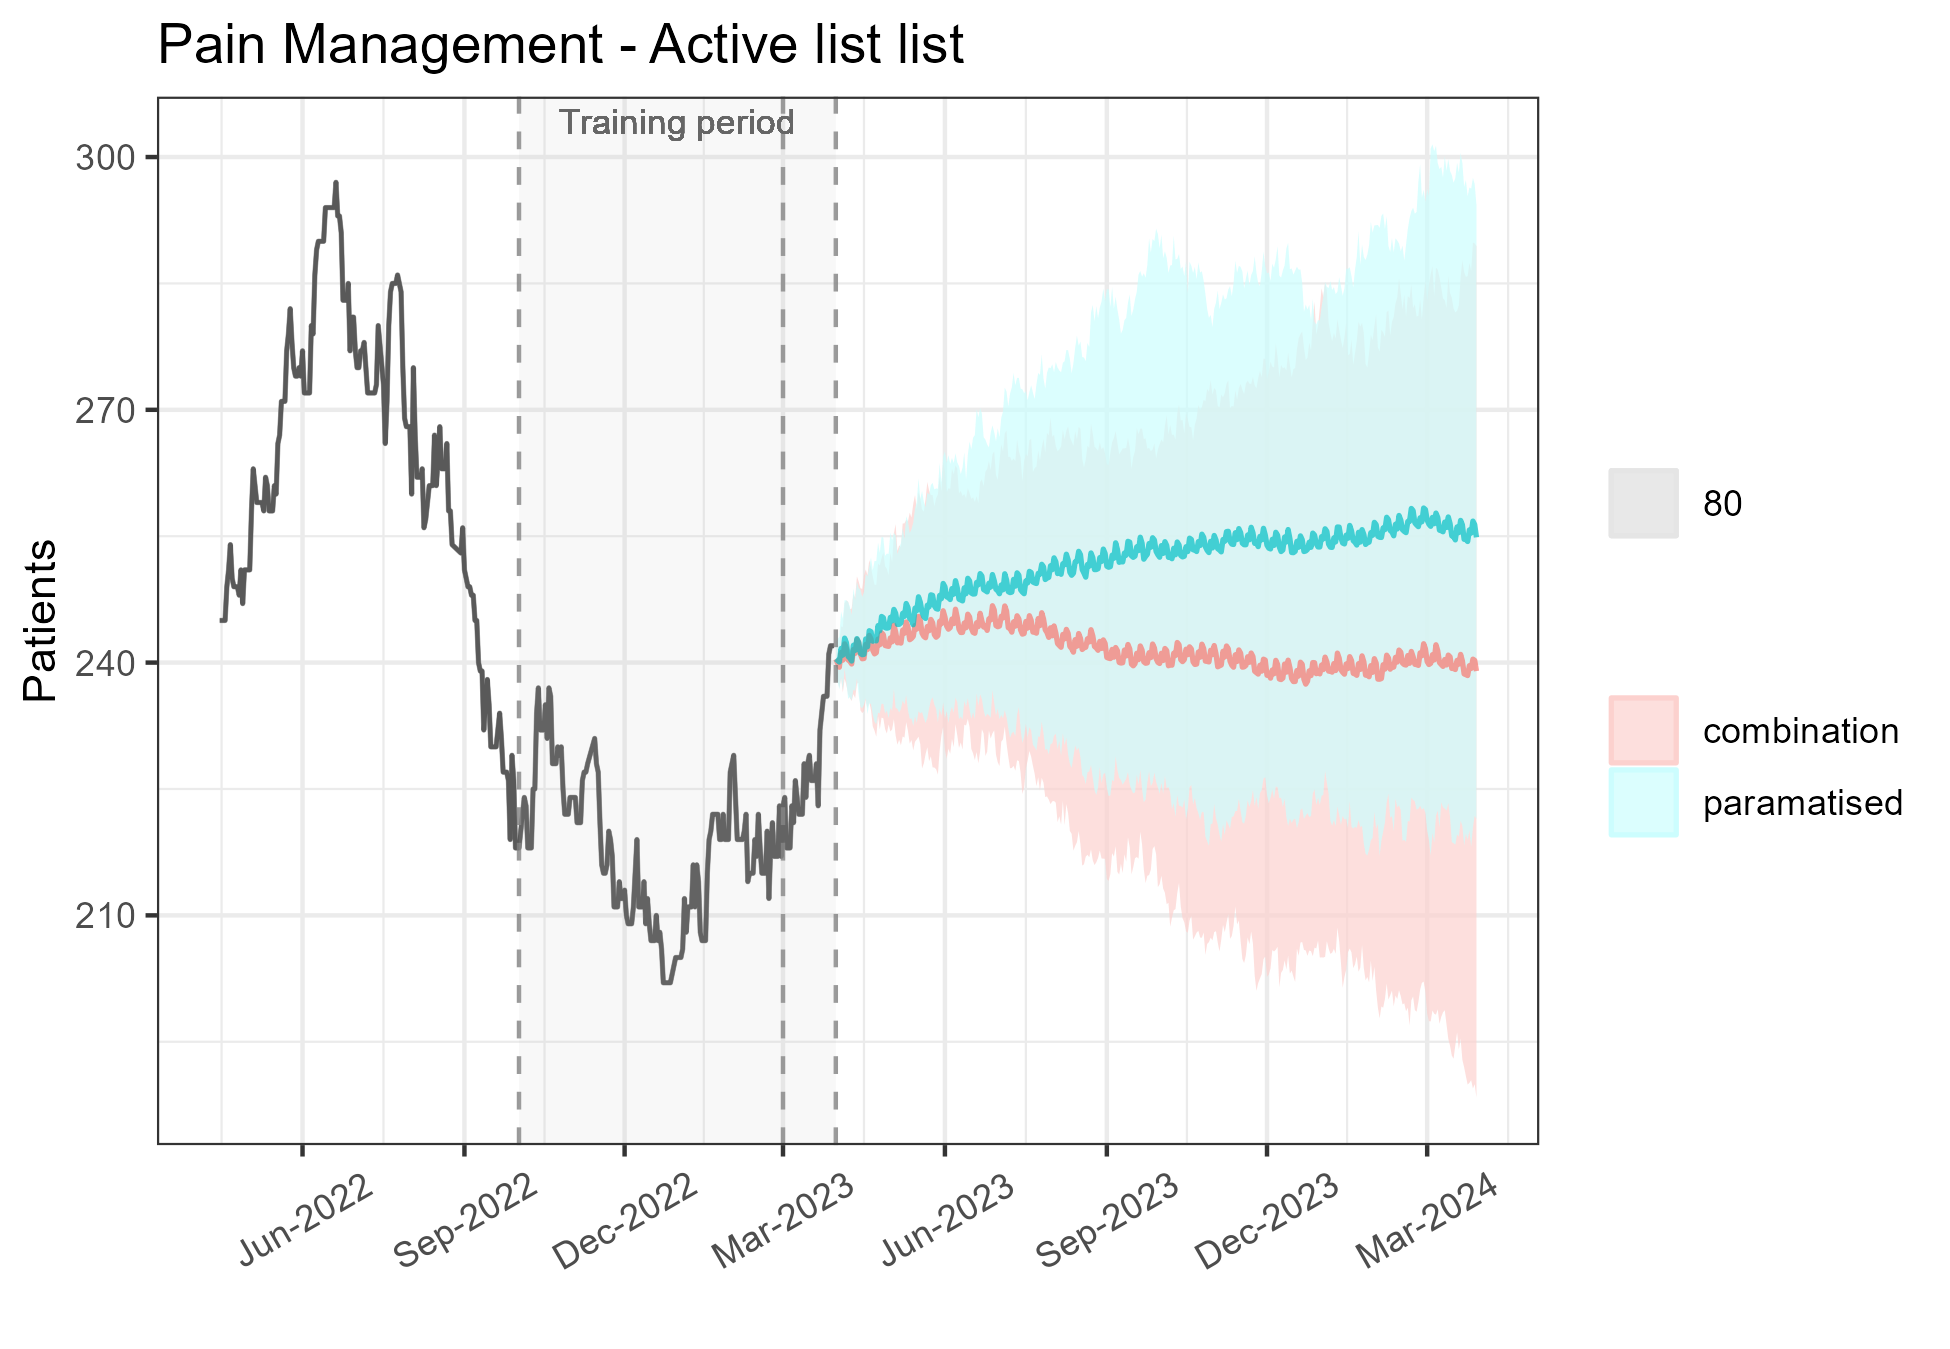 Pain Management - Active list list
Training period
Patients
300
270
240
210
Jun-2022
Sep-2022
Dec-2022
Mar-2023
Jun-2023
Sep-2023
Dec-2023
Mar-2024
80
combination
paramatised